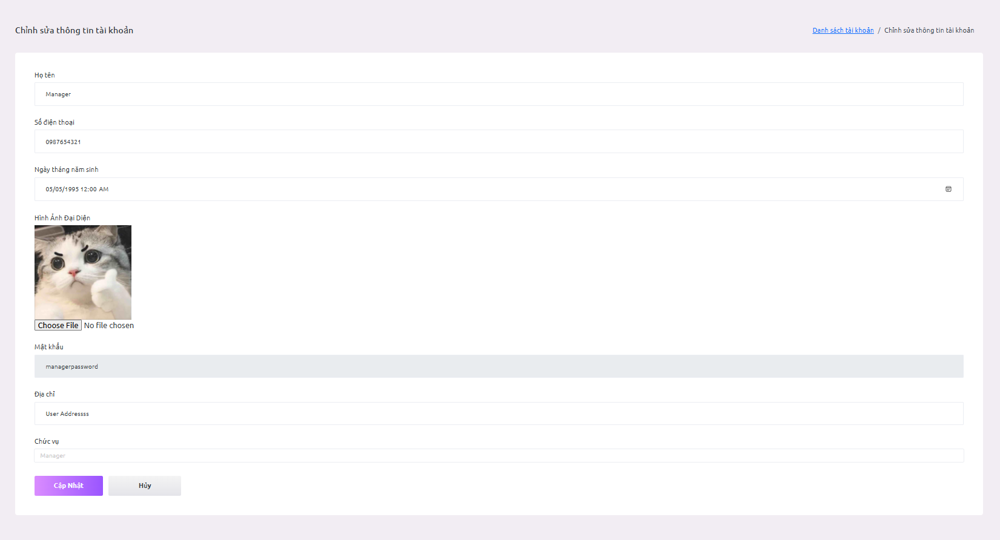 Chỉnh sửa thông tin tài khoản
Danh sách tài khoản / Chỉnh sửa thông tin tài khoản
Họ tên
Manager
Số điện thoại
0987654321
Ngày tháng năm sinh
05/05/1995 12:00 AM
Hình Ảnh Đại Diện
Choose File No file chosen
Mật khẩu
managerpassword
Địa chỉ
User Addressss
Chức vụ
Manager
Cập Nhật
Hủy